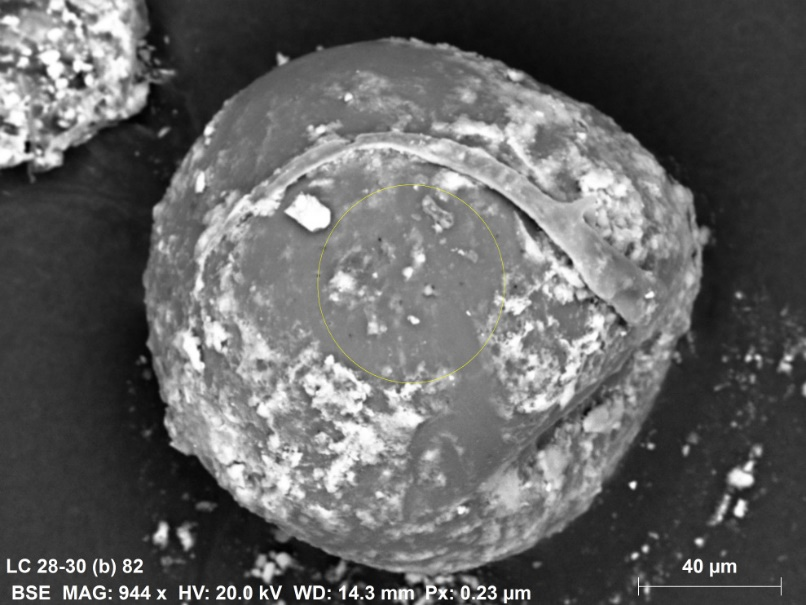 LC 28-30 (b) 82
40 µm
BSE MAG: 944 x HV: 20.0 kV WD: 14.3 mm Px: 0.23 µm